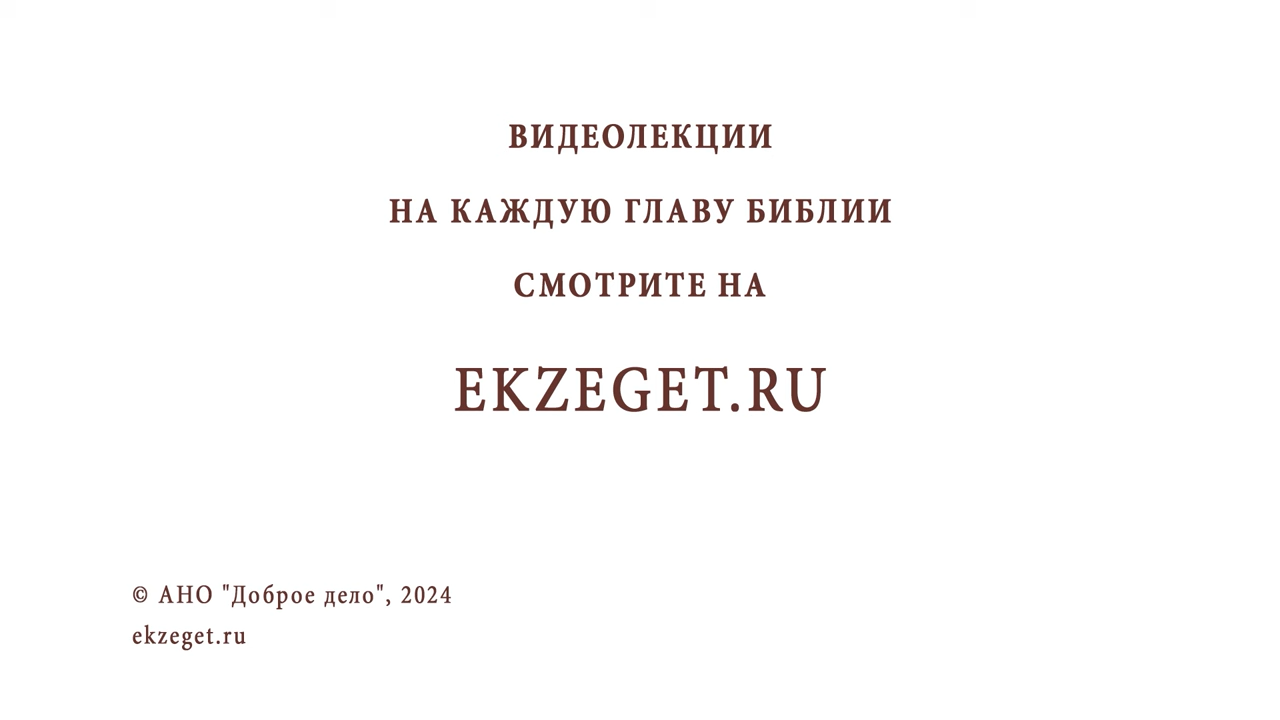 ВИДЕОЛЕКЦИИ
НА КАЖДУЮ ГЛАВУ БИБЛИИ
СМОТРИТЕ НА
EKZEGET.RU
© АНО "Доброе дело", 2024
ekzeget.ru